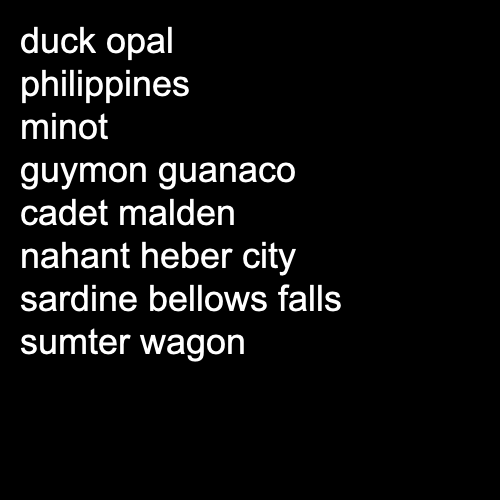 duck opal
philippines
minot
guymon guanaco
cadet malden
nahant heber city
sardine bellows falls
sumter wagon